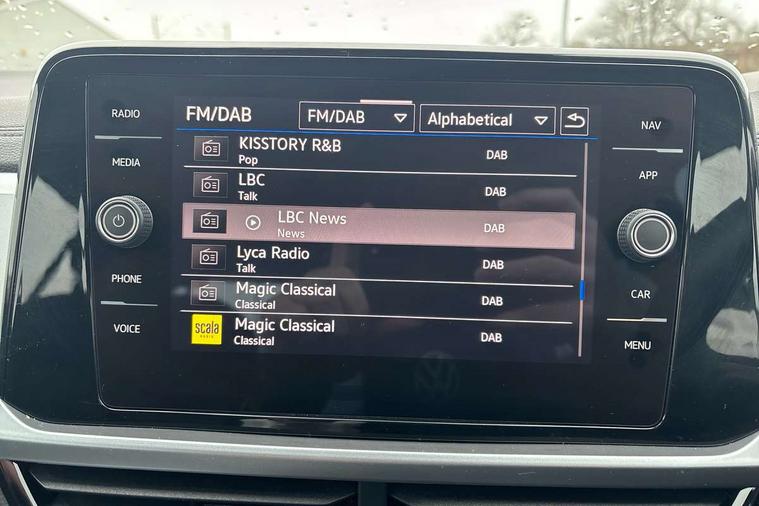 RADIO
MEDIA
PHONE
VOICE
FM/DAB
FM/DAB
Alphabetical
KISSTORY R&B
Pop
DAB
LBC
Talk
DAB
LBC News
News
DAB
Lyca Radio
Talk
DAB
Magic Classical
Classical
DAB
scala
RADIO
Magic Classical
Classical
DAB
NAV
APP
CAR
MENU